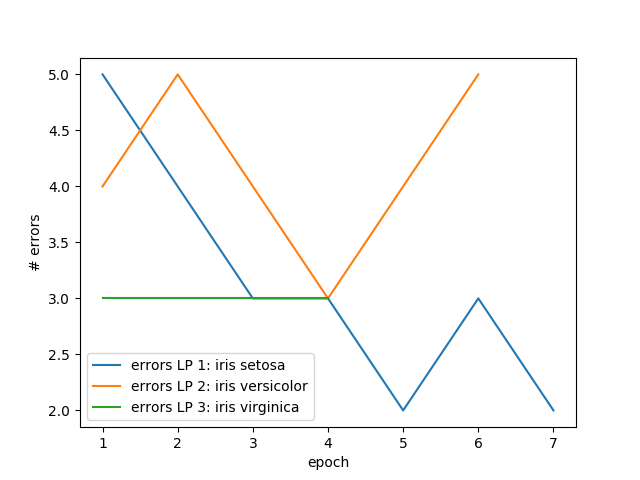 5.0
4.5
4.0
3.5
3.0
2.5
2.0
# errors
errors LP 1: iris setosa
errors LP 2: iris versicolor
errors LP 3: iris virginica
1 2 3 4 5 6 7
epoch